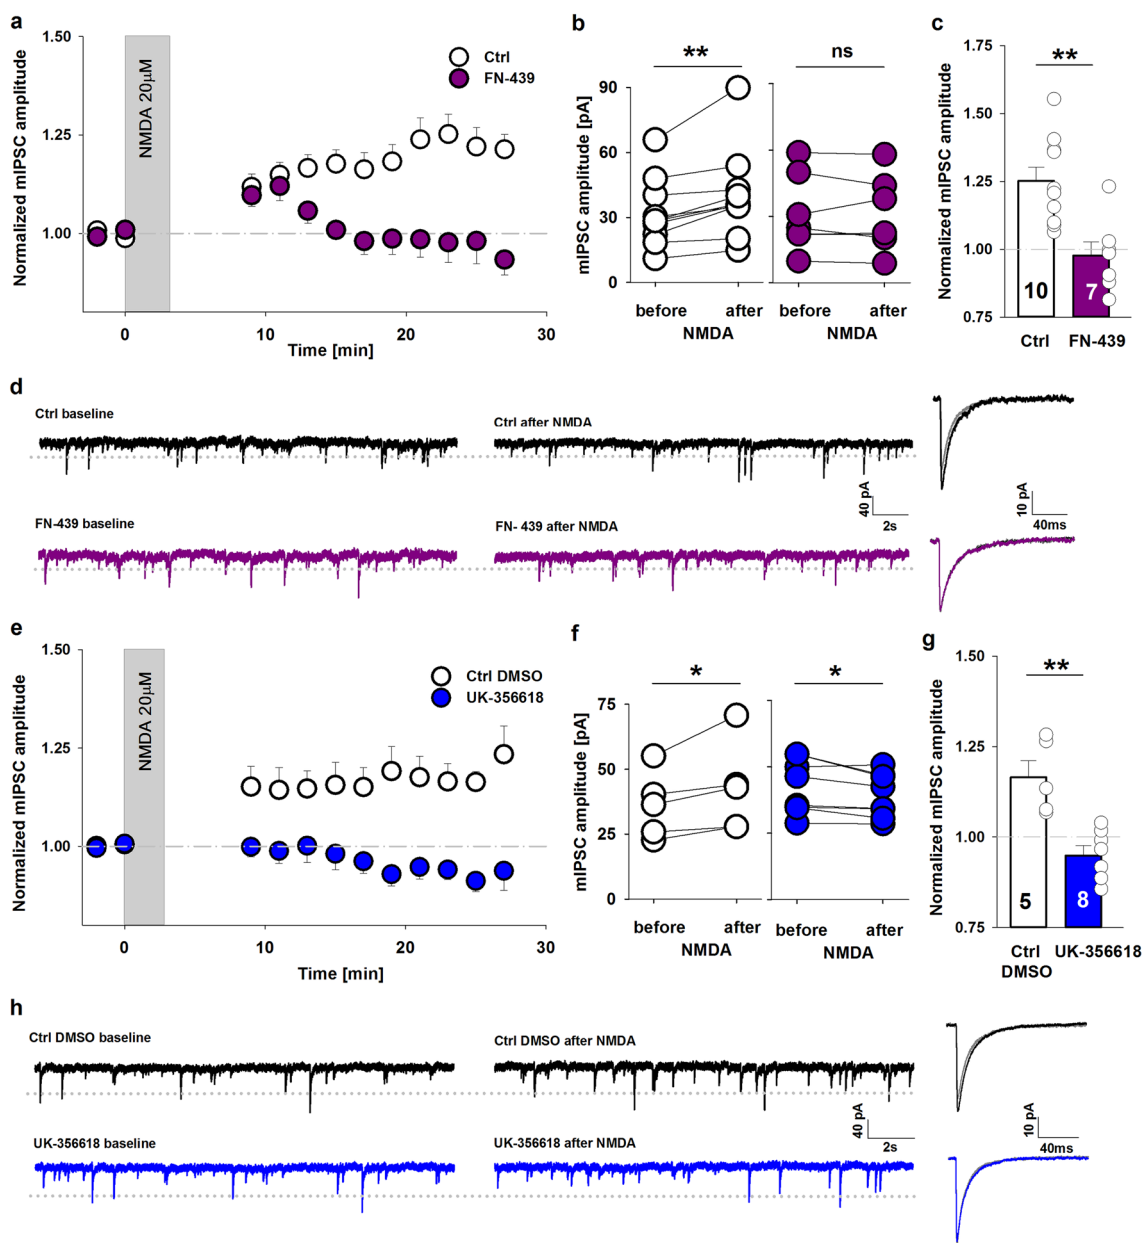 a
1.50
1.25
1.00
Normalized mIPSC amplitude
NMDA 20μM
Ctrl
FN-439
0
10
20
30
Time [min]
b
**
ns
90
60
30
0
mIPSC amplitude [pA]
before
after
NMDA
before
after
NMDA
c
1.75
1.50
1.25
1.00
0.75
Normalized mIPSC amplitude
**
10
7
Ctrl
FN-439
d
Ctrl baseline
Ctrl after NMDA
40 pA
2s
10 pA
40ms
FN-439 baseline
FN- 439 after NMDA
e
1.50
1.25
1.00
Normalized mIPSC amplitude
NMDA 20μM
Ctrl DMSO
UK-356618
0
10
20
30
Time [min]
f
*
*
75
50
25
0
mIPSC amplitude [pA]
before
after
NMDA
before
after
NMDA
g
1.50
1.25
1.00
0.75
Normalized mIPSC amplitude
**
5
8
Ctrl
DMSO
UK-356618
h
Ctrl DMSO baseline
Ctrl DMSO after NMDA
40 pA
2s
10 pA
40ms
UK-356618 baseline
UK-356618 after NMDA